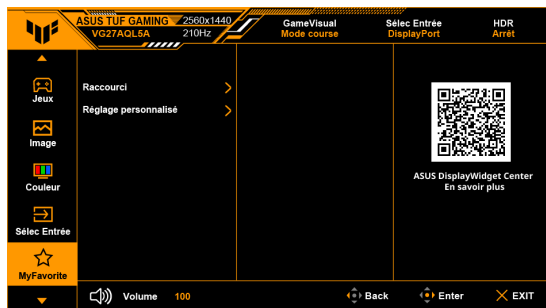 ASUS TUF GAMING 2560x1440
VG27AQL5A 210Hz
GameVisual
Mode course
Sélec Entrée
DisplayPort
HDR
Arrêt
Jeux
Image
Couleur
Sélec Entrée
MyFavorite
Raccourci
Réglage personnalisé
ASUS DisplayWidget Center
En savoir plus
Volume 100
Back
Enter
EXIT